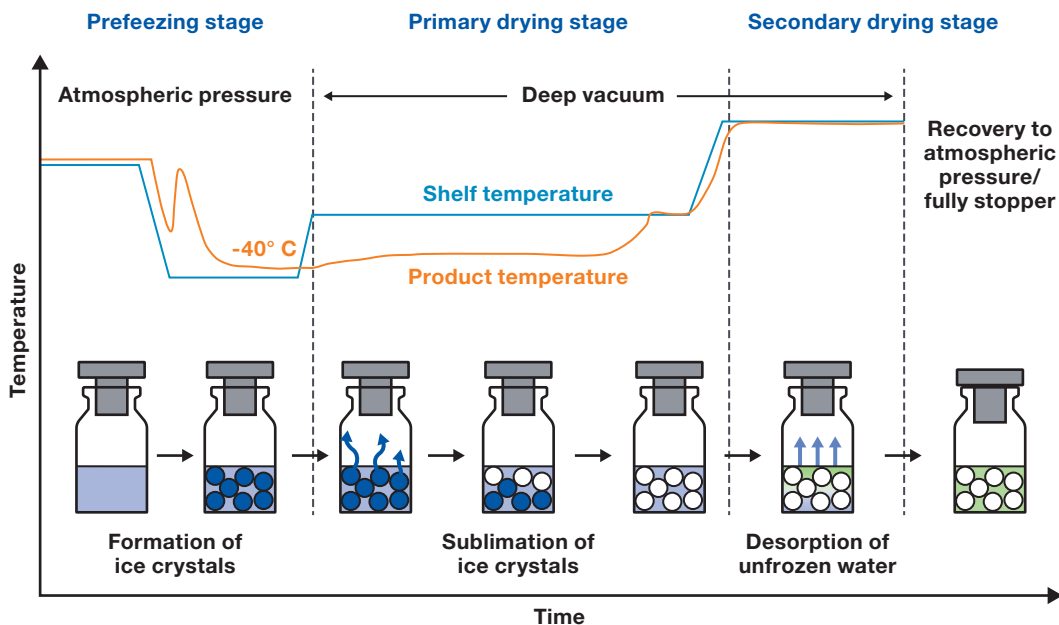 Prefeezing stage
Primary drying stage
Secondary drying stage
Atmospheric pressure
Deep vacuum
Recovery to
atmospheric
pressure/
fully stopper
Shelf temperature
-40° C
Product temperature
Temperature
Formation of
ice crystals
Sublimation of
ice crystals
Desorption of
unfrozen water
Time